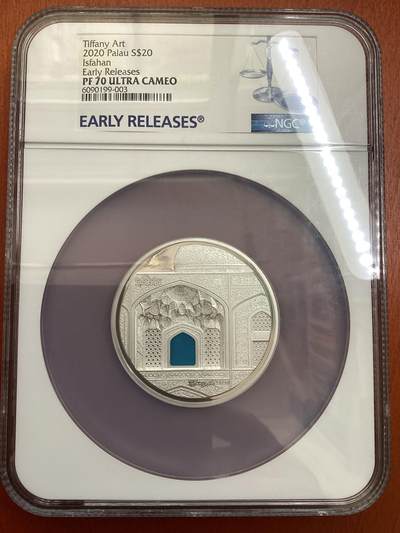 Tiffany Art
2020 Palau S$20
Isfahan
Early Releases
PF 70 ULTRA CAMEO
6090199-003
EARLY RELEASES®
NGC